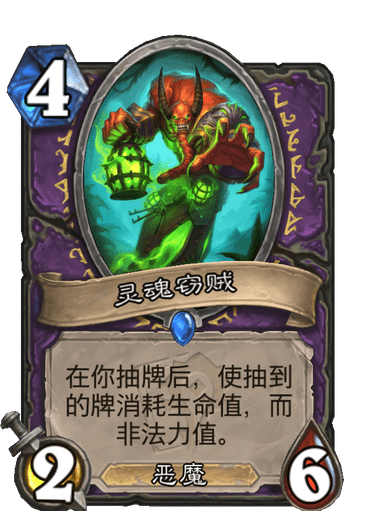 4
灵魂窃贼
在你抽牌后，使抽到
的牌消耗生命值，而
非法力值。
2
恶魔
6